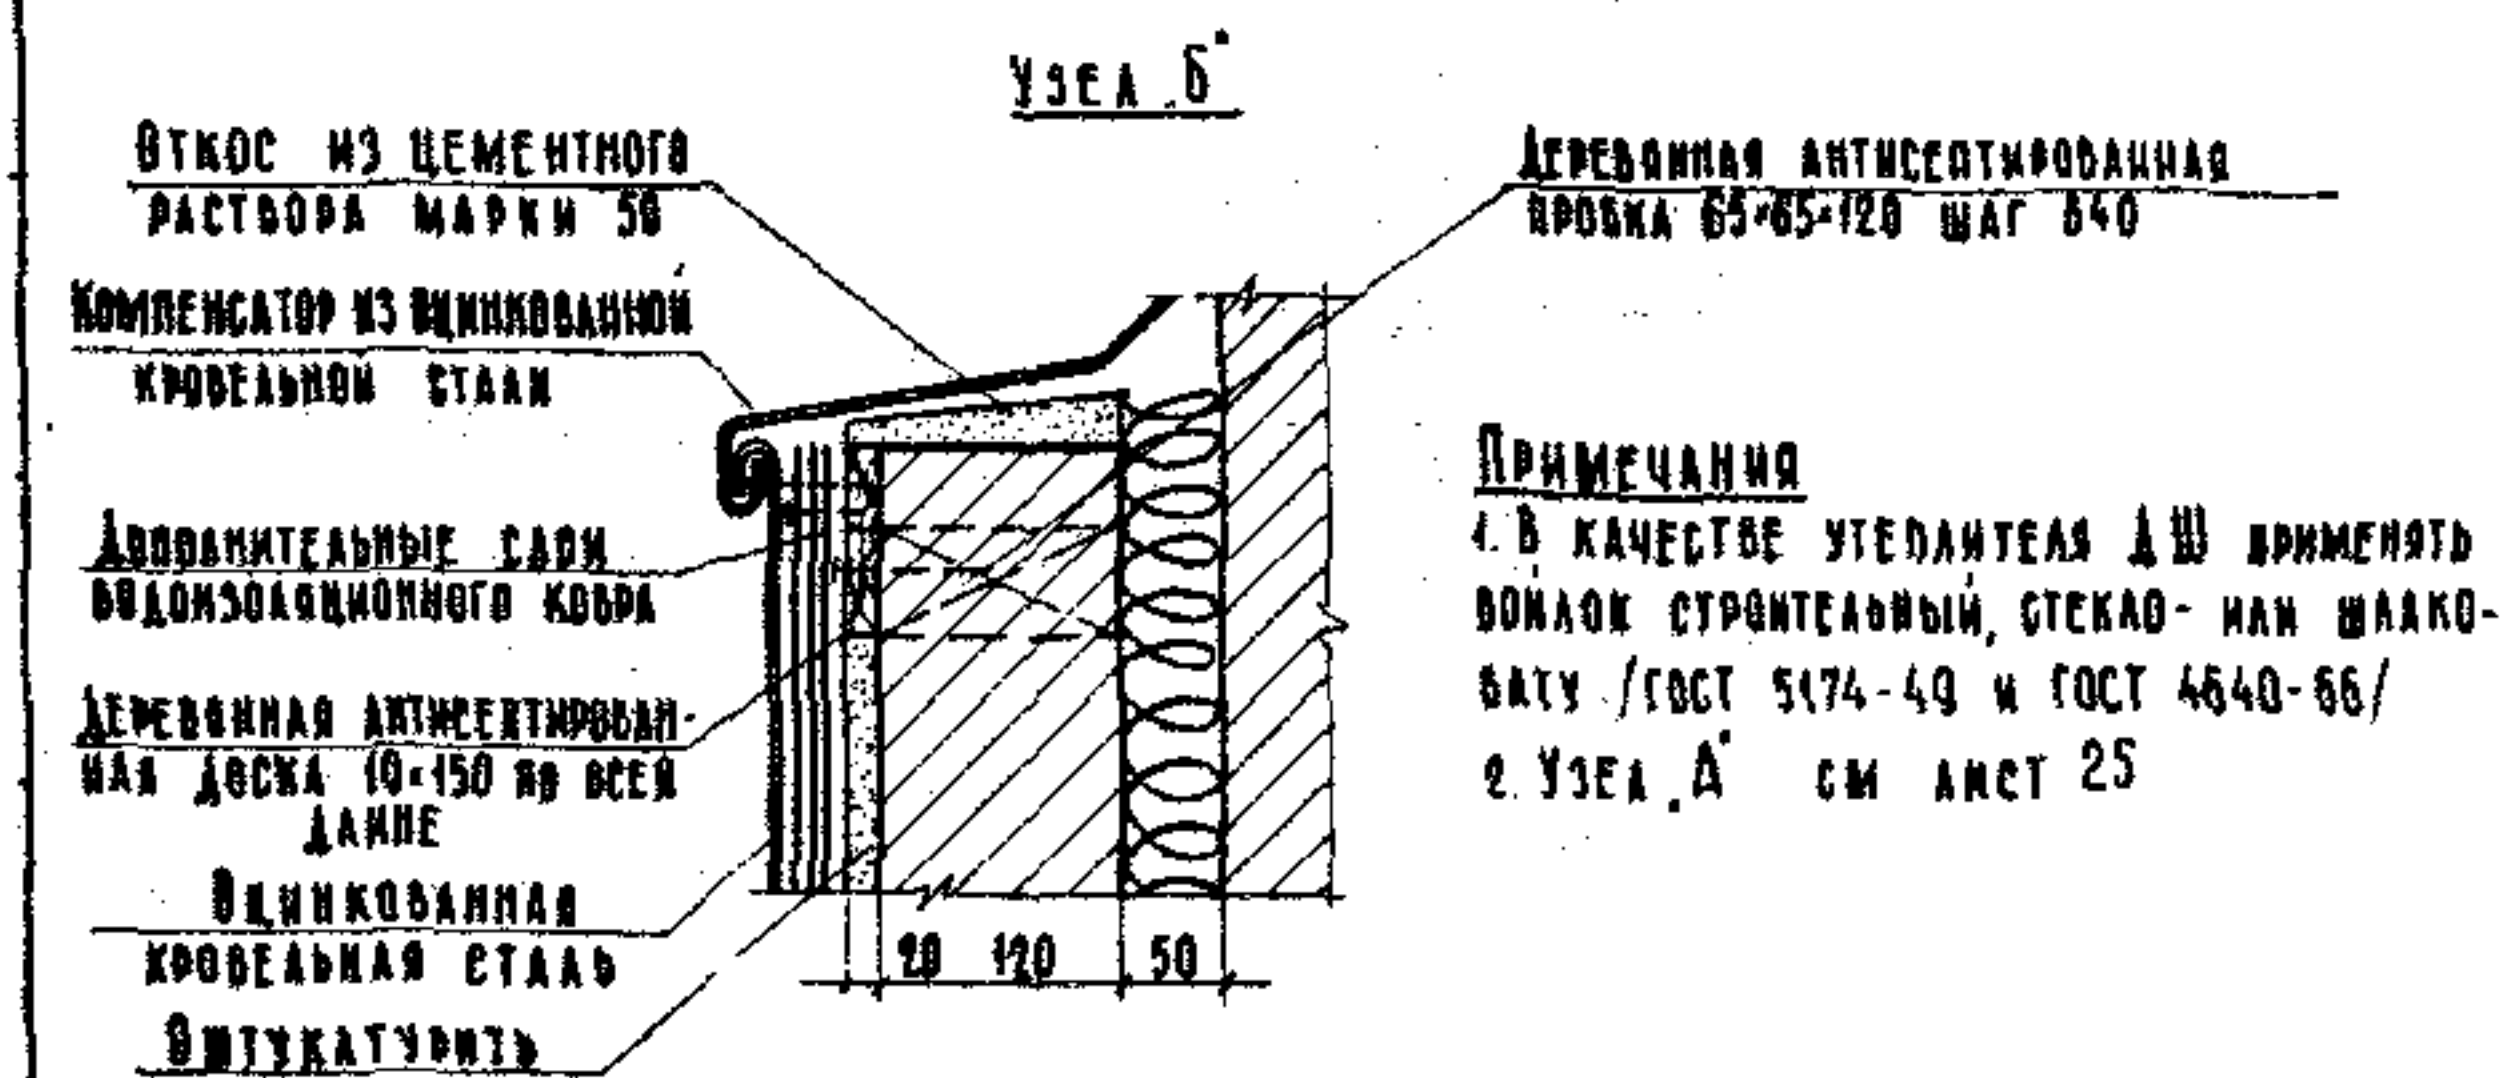 Узел „Б"
Откос из цементного
раствора марки 50
Компенсатор из оцинкованной
кровельной стали
Дополнительные слои
водоизоляционного ковра
Деревянная антисептирован-
ная доска 10×150 по всей
длине
Оцинкованная
кровельная сталь
Оштукатурить
Деревянная антисептированная
пробка 65×65×120 шаг 640
20 120 50
Примечания
1. В качестве утеплителя ДШ применять
войлок строительный, стекло- или шлако-
вату /ГОСТ 5174-49 и ГОСТ 4640-66/
2. Узел „А" см лист 25